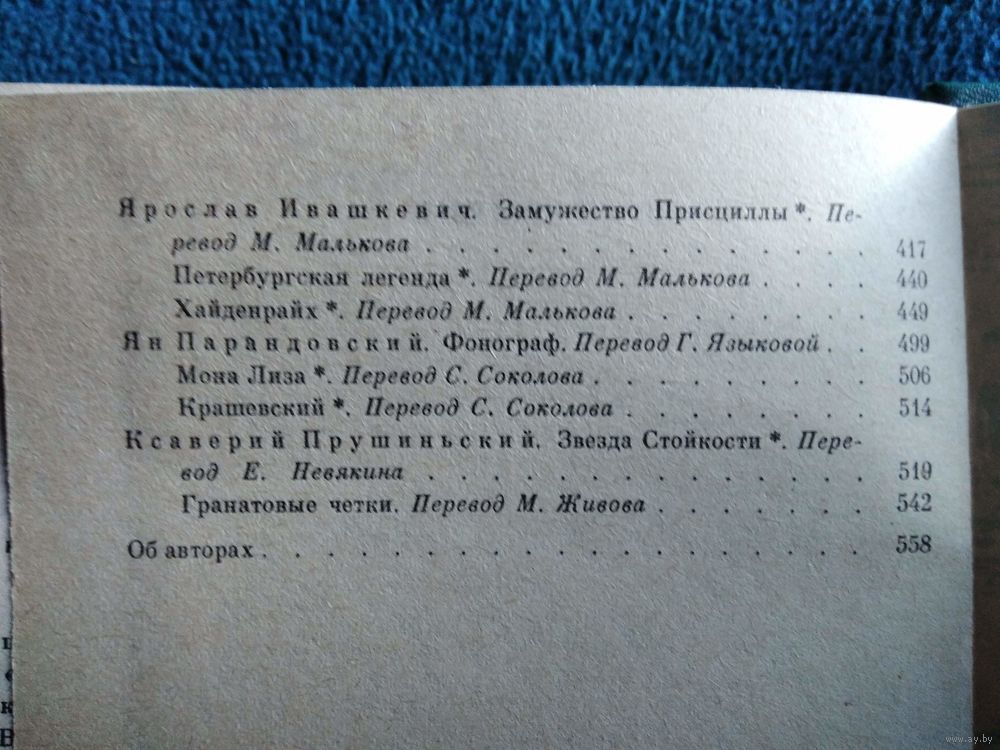 Ярослав Ивашкевич. Замужество Присциллы *. Пе-
ревод М. Малькова . . . . . . . . . . . . . . 417
Петербургская легенда *. Перевод М. Малькова . . . . 440
Хайденрайх *. Перевод М. Малькова . . . . . . . . 449
Ян Парандовский. Фонограф. Перевод Г. Языковой . . 499
Мона Лиза *. Перевод С. Соколова . . . . . . . . . 506
Крашевский *. Перевод С. Соколова . . . . . . . . 514
Ксаверий Прушиньский. Звезда Стойкости *. Пере-
вод Е. Невякина . . . . . . . . . . . . . . 519
Гранатовые четки. Перевод М. Живова . . . . . . . 542
Об авторах . . . . . . . . . . . . . . . . . . . 558
www.ay.by